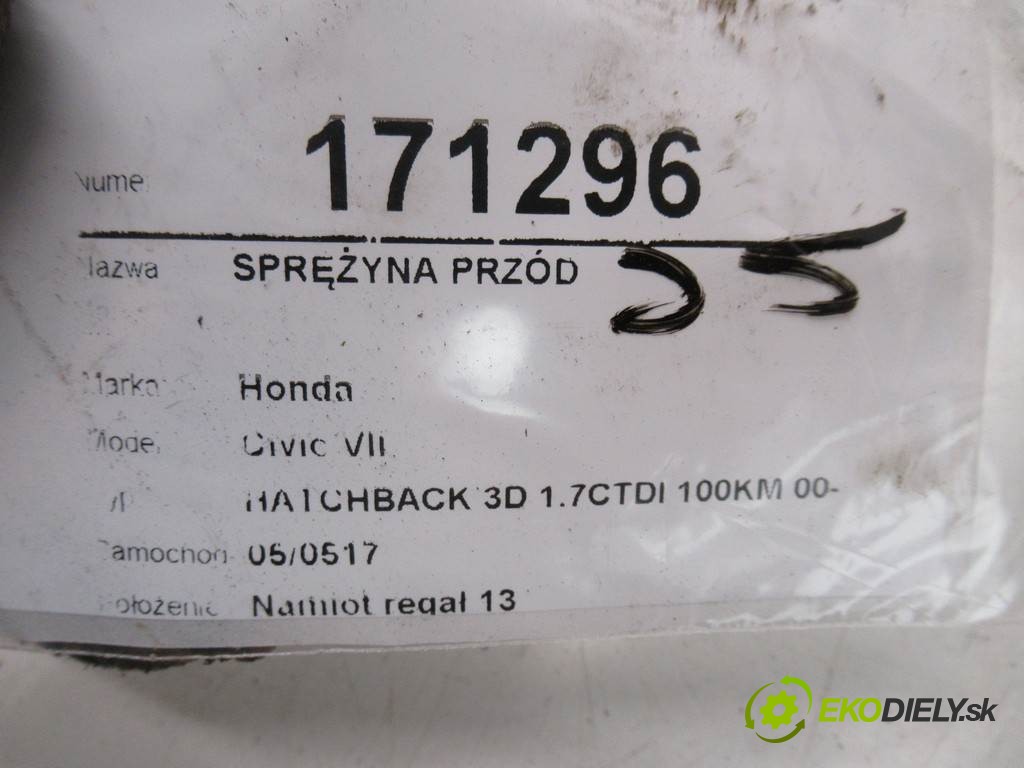 Nume 171296
Nazwa SPRĘŻYNA PRZÓD
Marka Honda
Model Civic VII
HATCHBACK 3D 1.7CTDI 100KM 00-
Samochod 05/0517
Położenie Namiot regał 13
EKODIELY.sk